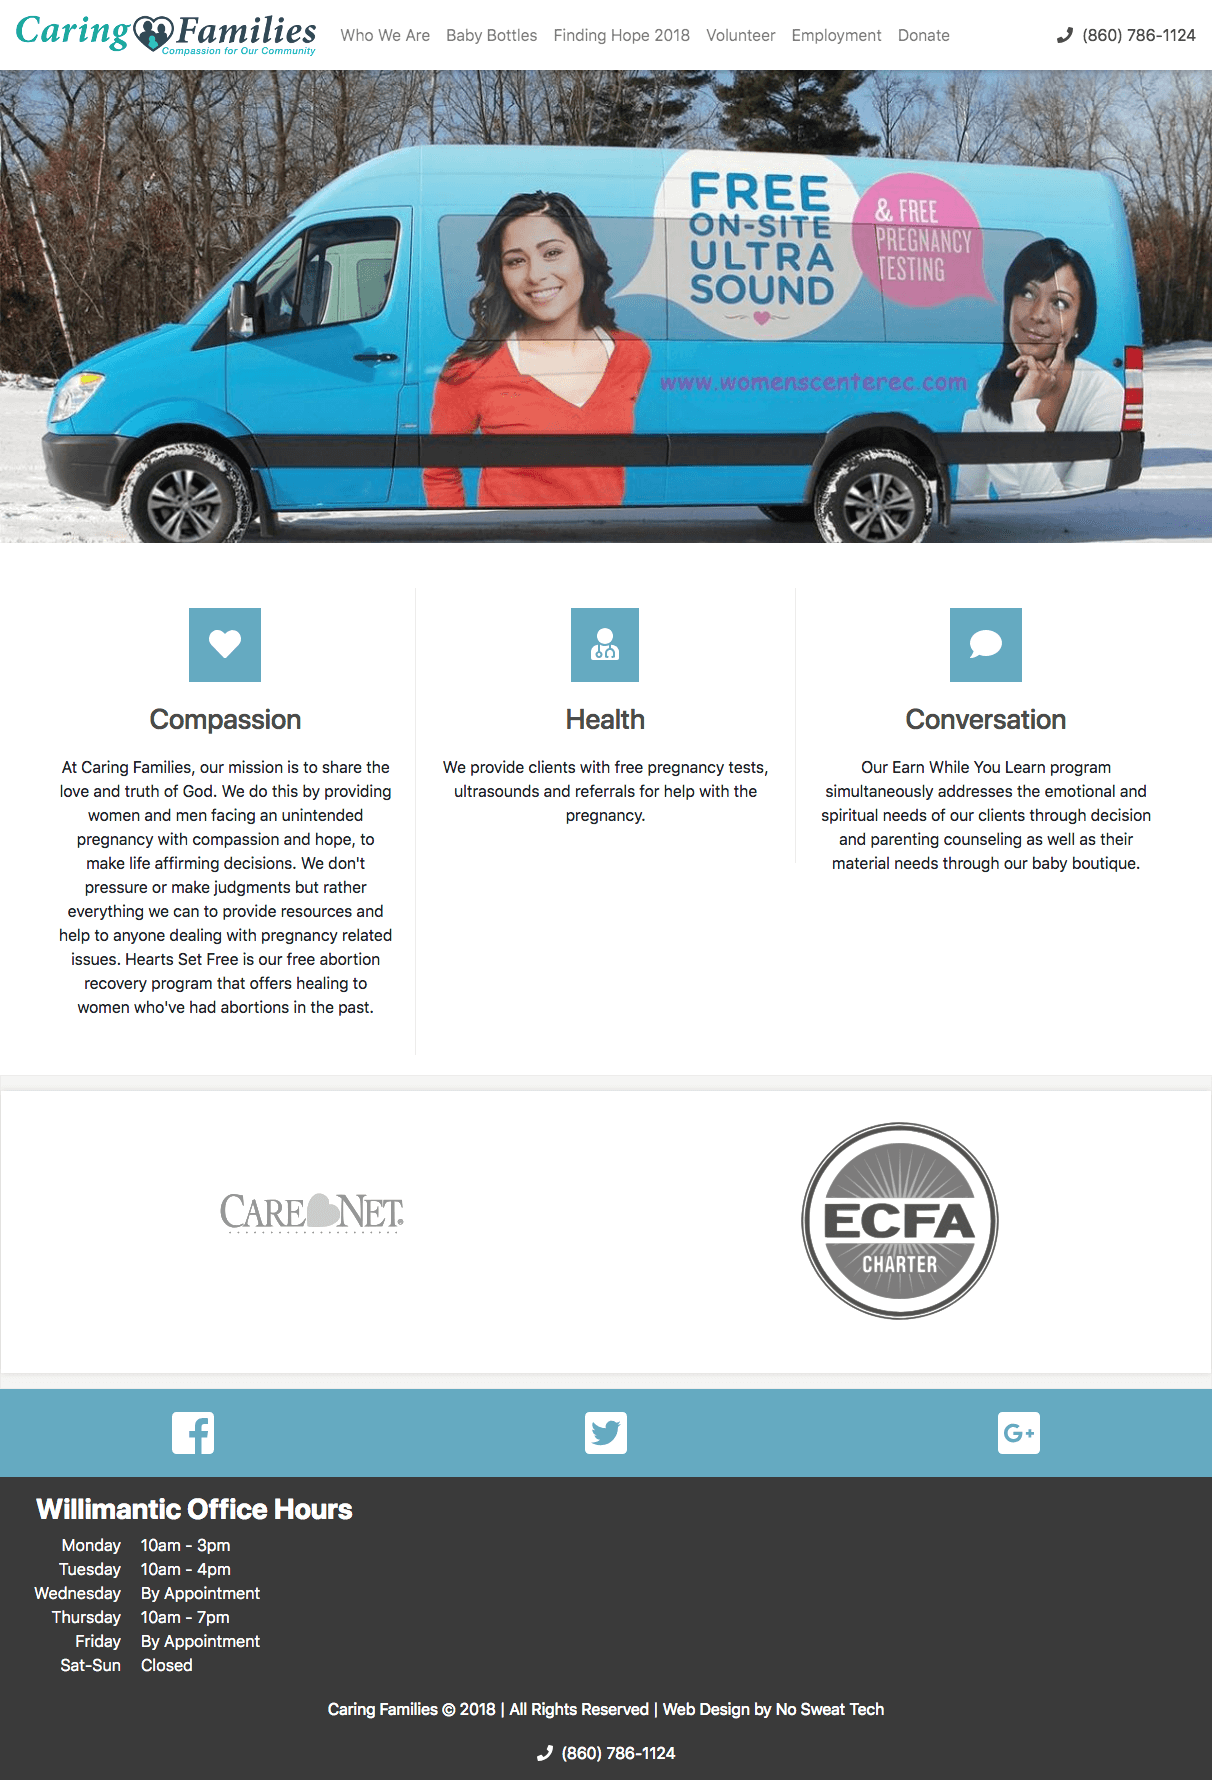 Caring Families
Compassion for Our Community
Who We Are Baby Bottles Finding Hope 2018 Volunteer Employment Donate (860) 786-1124
FREE
ON-SITE
ULTRA
SOUND
& FREE
PREGNANCY
TESTING
www.womenscenterec.com
Compassion
At Caring Families, our mission is to share the
love and truth of God. We do this by providing
women and men facing an unintended
pregnancy with compassion and hope, to
make life affirming decisions. We don't
pressure or make judgments but rather
everything we can to provide resources and
help to anyone dealing with pregnancy related
issues. Hearts Set Free is our free abortion
recovery program that offers healing to
women who've had abortions in the past.
Health
We provide clients with free pregnancy tests,
ultrasounds and referrals for help with the
pregnancy.
Conversation
Our Earn While You Learn program
simultaneously addresses the emotional and
spiritual needs of our clients through decision
and parenting counseling as well as their
material needs through our baby boutique.
CARE NET®
ECFA
CHARTER
G+
Willimantic Office Hours
Monday 10am - 3pm
Tuesday 10am - 4pm
Wednesday By Appointment
Thursday 10am - 7pm
Friday By Appointment
Sat-Sun Closed
Caring Families © 2018 | All Rights Reserved | Web Design by No Sweat Tech
(860) 786-1124